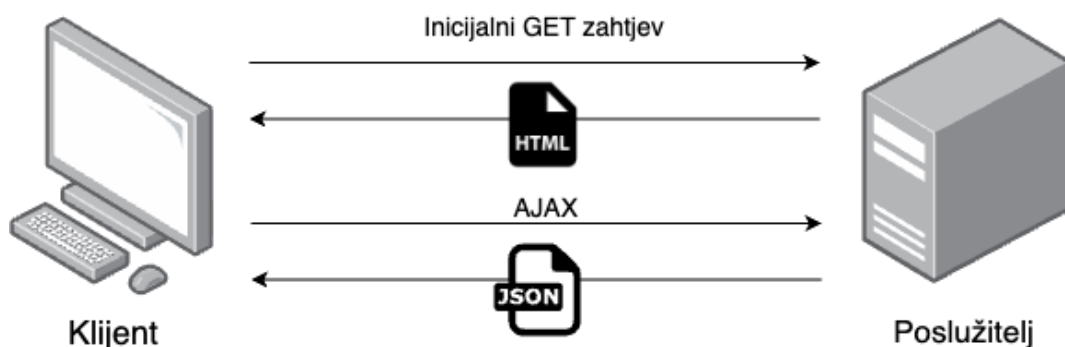 Inicijalni GET zahtjev
HTML
AJAX
JSON
Klijent
Poslužitelj